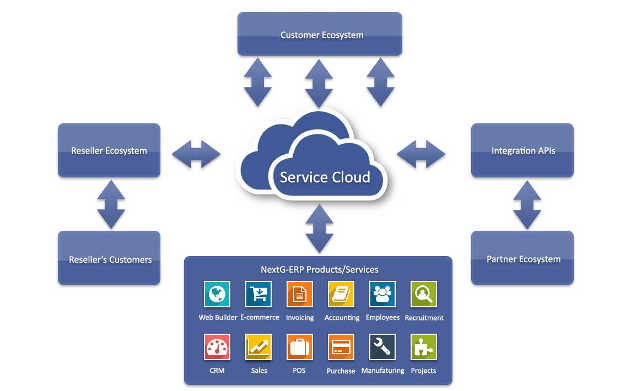 Customer Ecosystem
Reseller Ecosystem
Service Cloud
Integration APIs
Reseller's Customers
Partner Ecosystem
NextG-ERP Products/Services
Web Builder E-commerce Invoicing Accounting Employees Recruitment
CRM Sales POS Purchase Manufaturing Projects